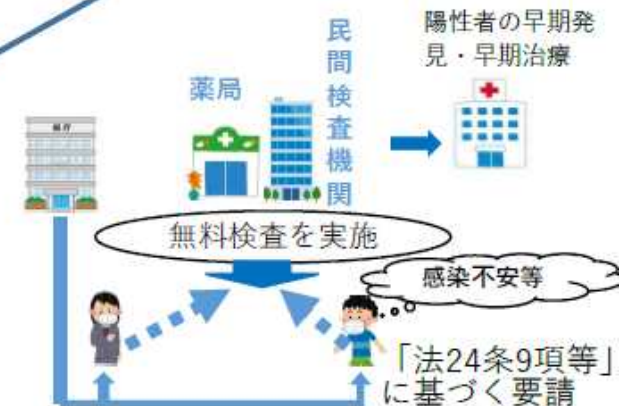 陽性者の早期発
見・早期治療
薬局
民間検査機関
県庁
無料検査を実施
感染不安等
「法24条9項等」
に基づく要請